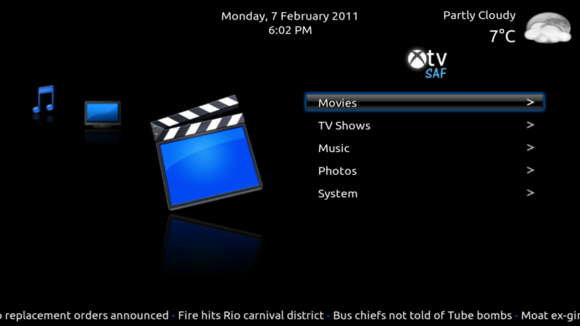 Monday, 7 February 2011
6:02 PM
Partly Cloudy
7°C
tv
SAF
Movies >
TV Shows >
Music >
Photos >
System >
replacement orders announced - Fire hits Rio carnival district - Bus chiefs not told of Tube bombs - Moat ex-gir